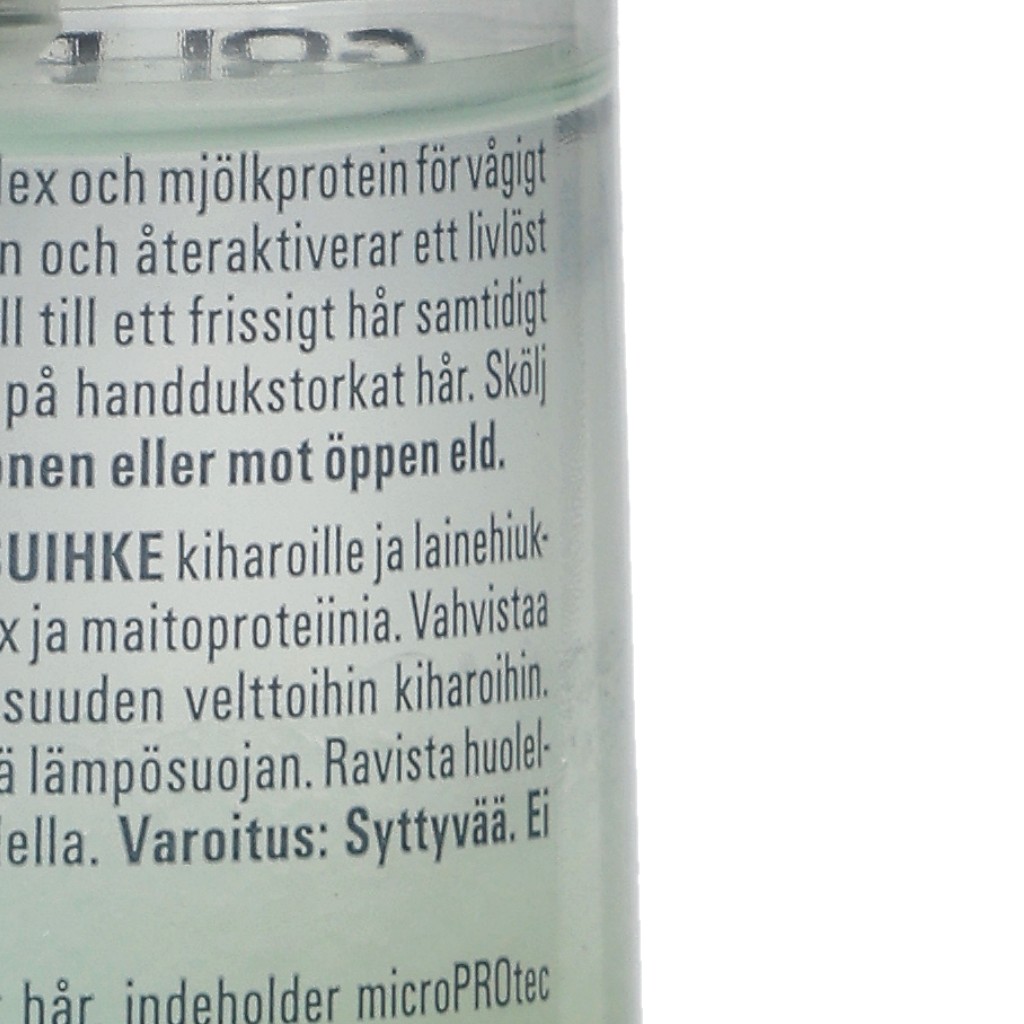 lex och mjölkprotein för vågigt
n och återaktiverar ett livlöst
ll till ett frissigt hår samtidigt
på handdukstorkat hår. Skölj
nen eller mot öppen eld.
UIHKE kiharoille ja lainehiuk-
x ja maitoproteiinia. Vahvistaa
suuden velttoihin kiharoihin.
ä lämpösuojan. Ravista huolel-
ella. Varoitus: Syttyvää. Ei
hår, indeholder microPROtec